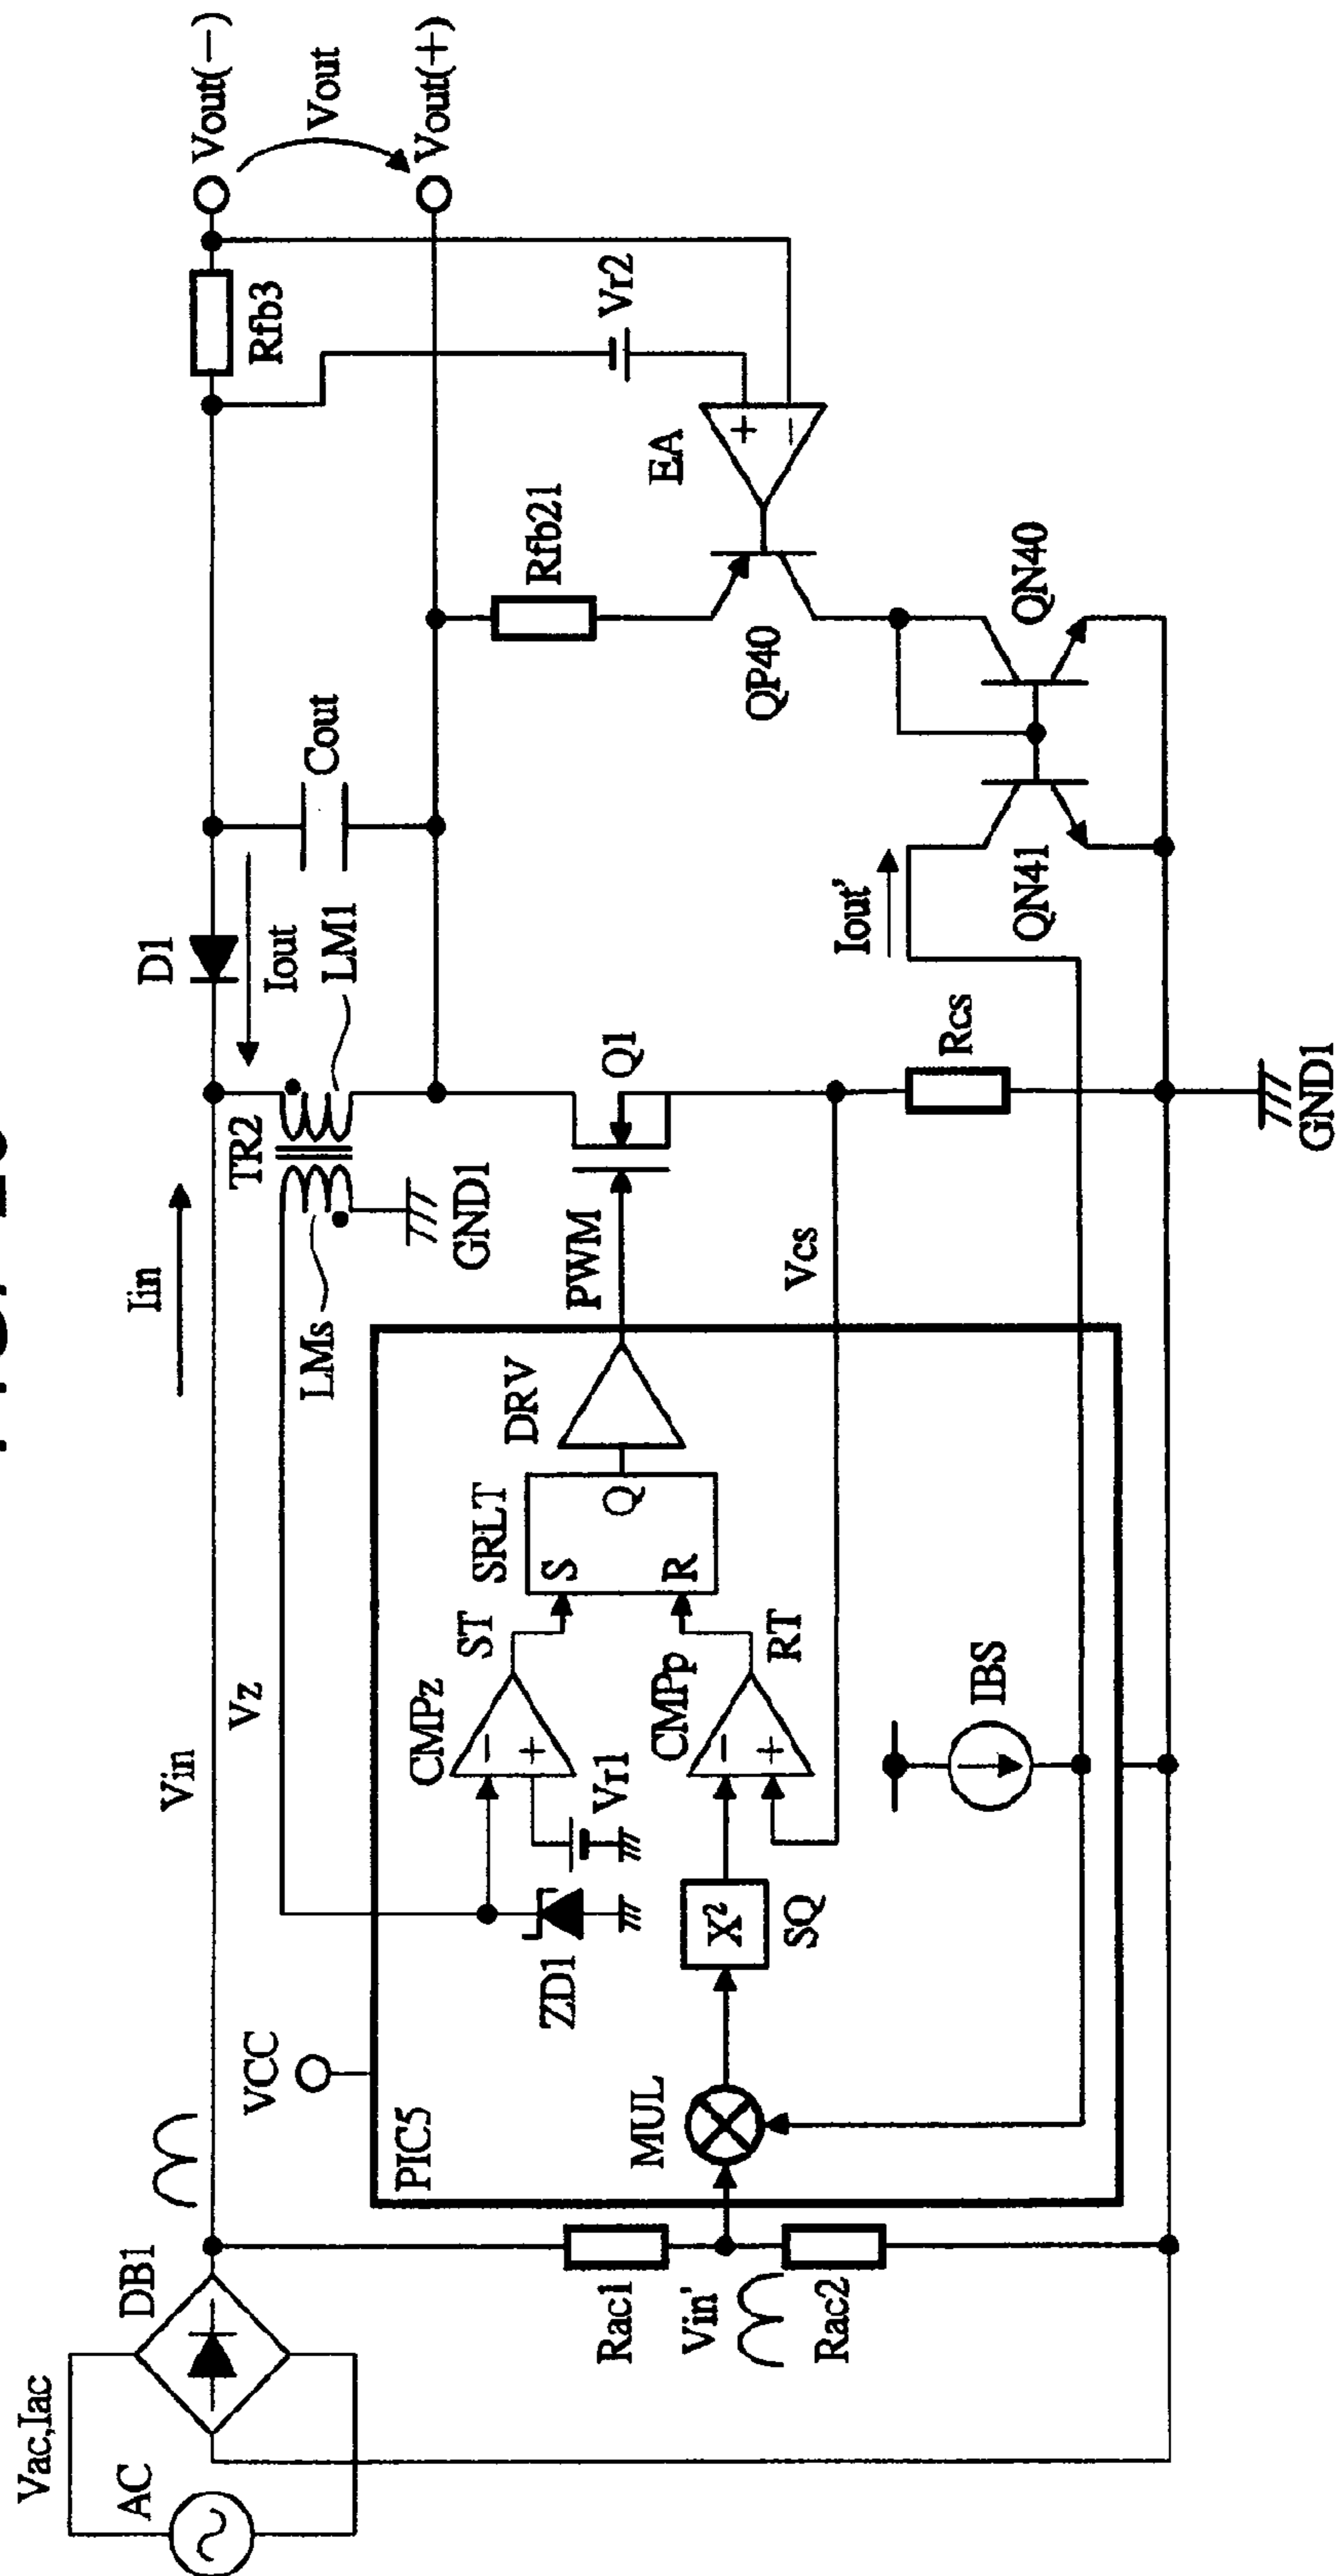 Vac,Iac
AC
DB1
Vin
Iin
VCC
Vz
LMs
TR2
GND1
D1
Iout
LM1
Cout
Rfb3
Vout(−)
Vout
Vout(+)
PIC5
ZD1
Vr1
CMPz
−
+
ST
SRLT
S
R
Q
DRV
PWM
Q1
Rfb21
EA
+
−
Vr2
QP40
Rac1
Vin'
Rac2
MUL
X²
SQ
CMPp
−
+
RT
Vcs
IBS
Rcs
Iout'
QN41
QN40
GND1